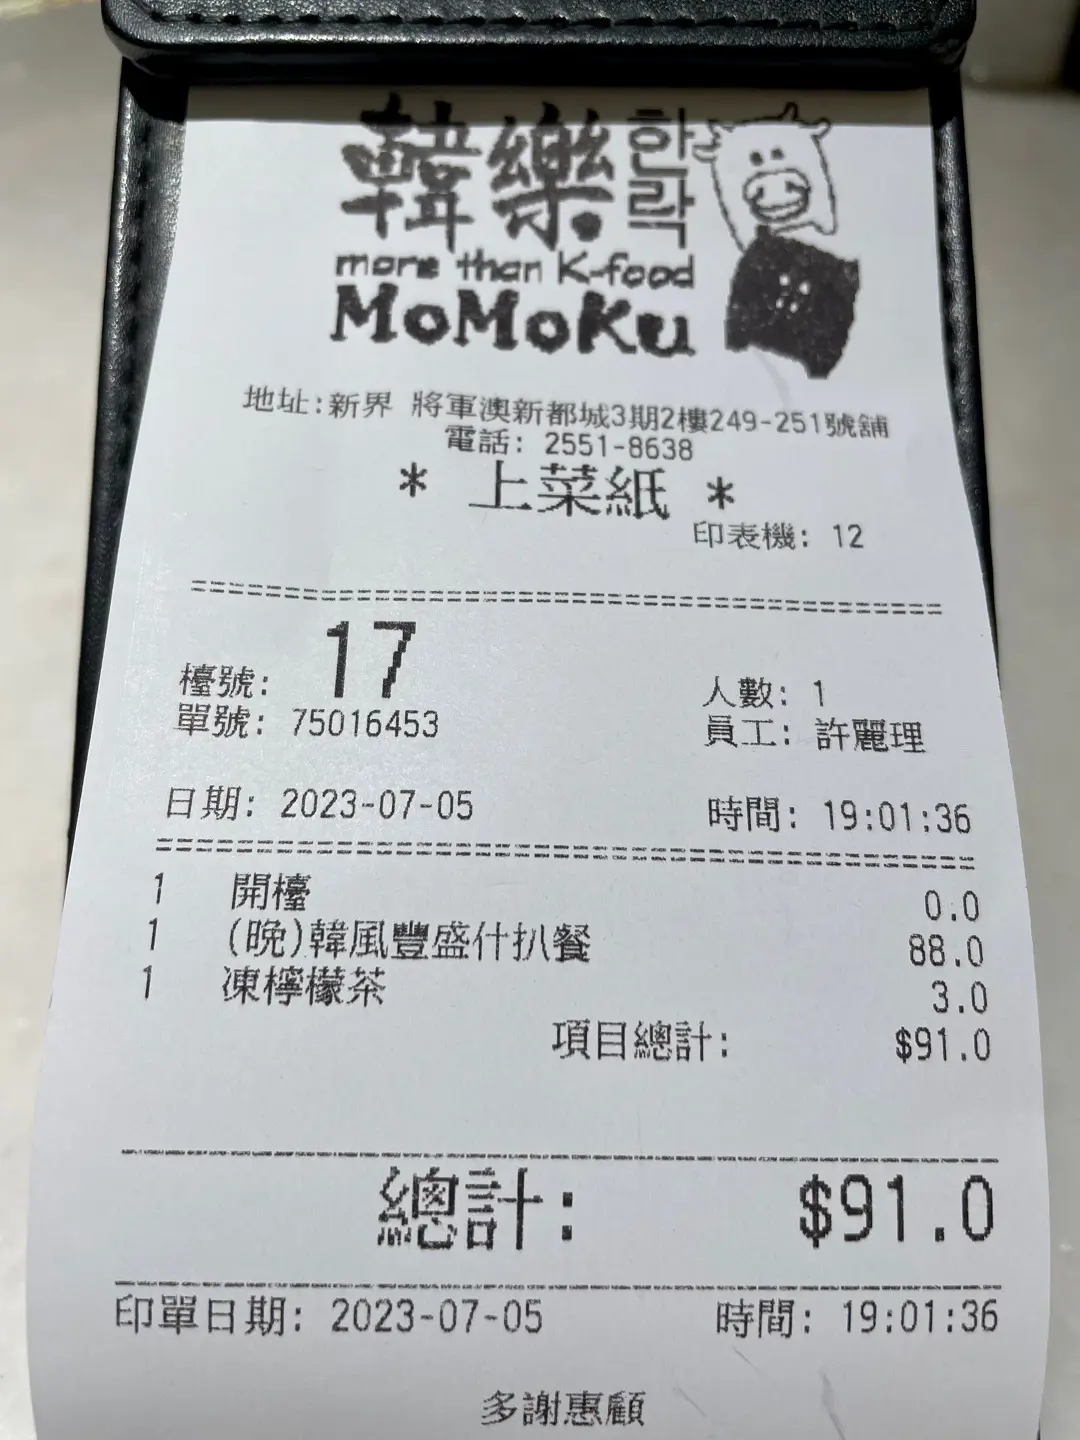 韓樂 한락
more than K-food
MoMoKu
地址:新界 將軍澳新都城3期2樓249-251號舖
電話: 2551-8638
* 上菜紙 *
印表機: 12
檯號: 17 人數: 1
單號: 75016453 員工: 許麗理
日期: 2023-07-05 時間: 19:01:36
1 開檯 0.0
1 (晚)韓風豐盛什扒餐 88.0
1 凍檸檬茶 3.0
項目總計: $91.0
總計: $91.0
印單日期: 2023-07-05 時間: 19:01:36
多謝惠顧